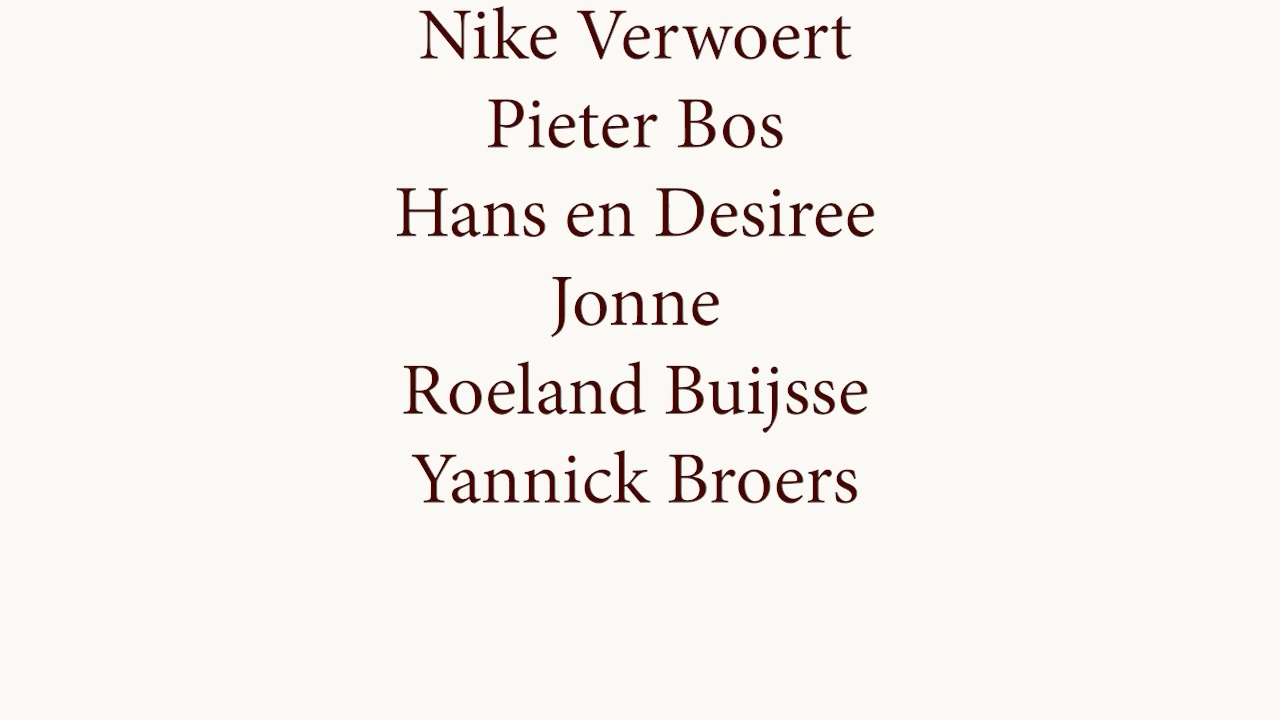 Nike Verwoert
Pieter Bos
Hans en Desiree
Jonne
Roeland Buijsse
Yannick Broers